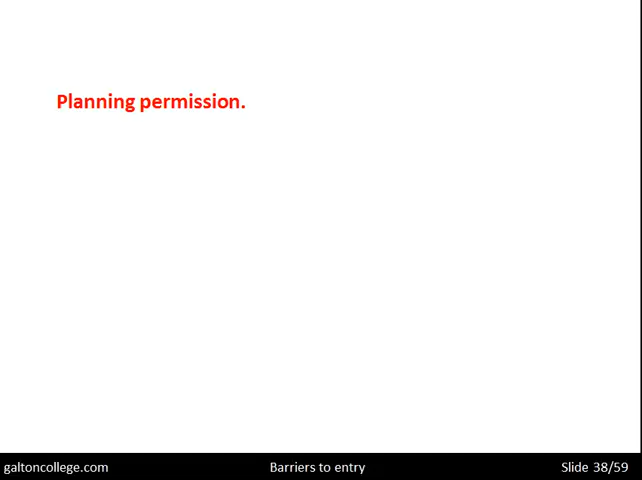 Planning permission.
galtoncollege.com
Barriers to entry
Slide 38/59